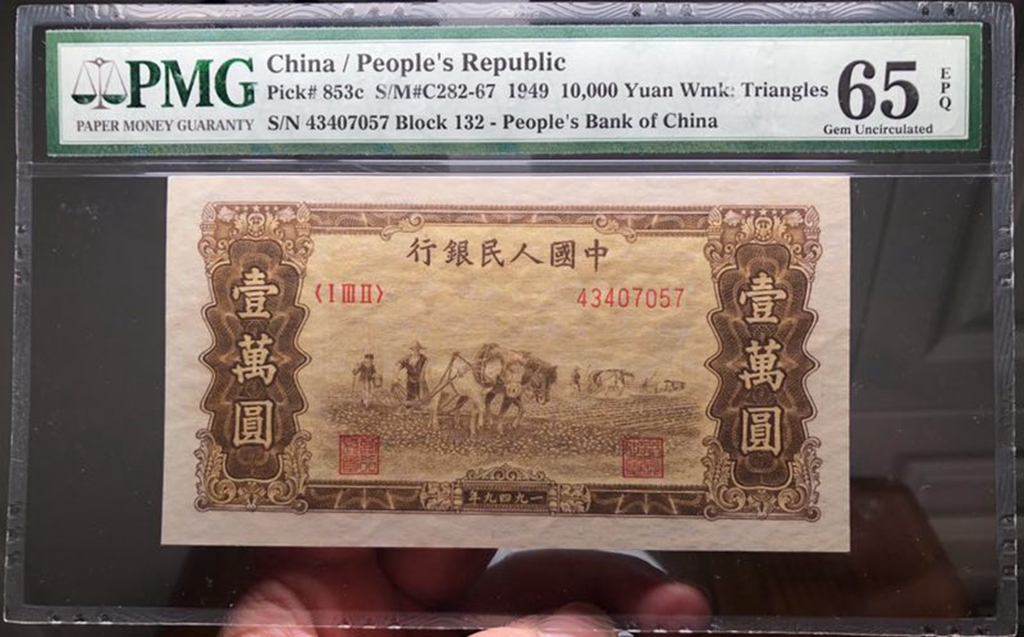 PMG
PAPER MONEY GUARANTY
China / People's Republic
Pick# 853c S/M#C282-67 1949 10,000 Yuan Wmk: Triangles
S/N 43407057 Block 132 - People's Bank of China
65
EPQ
Gem Uncirculated
行銀民人國中
〈I III II〉
43407057
壹萬圓
壹萬圓
年九四九一